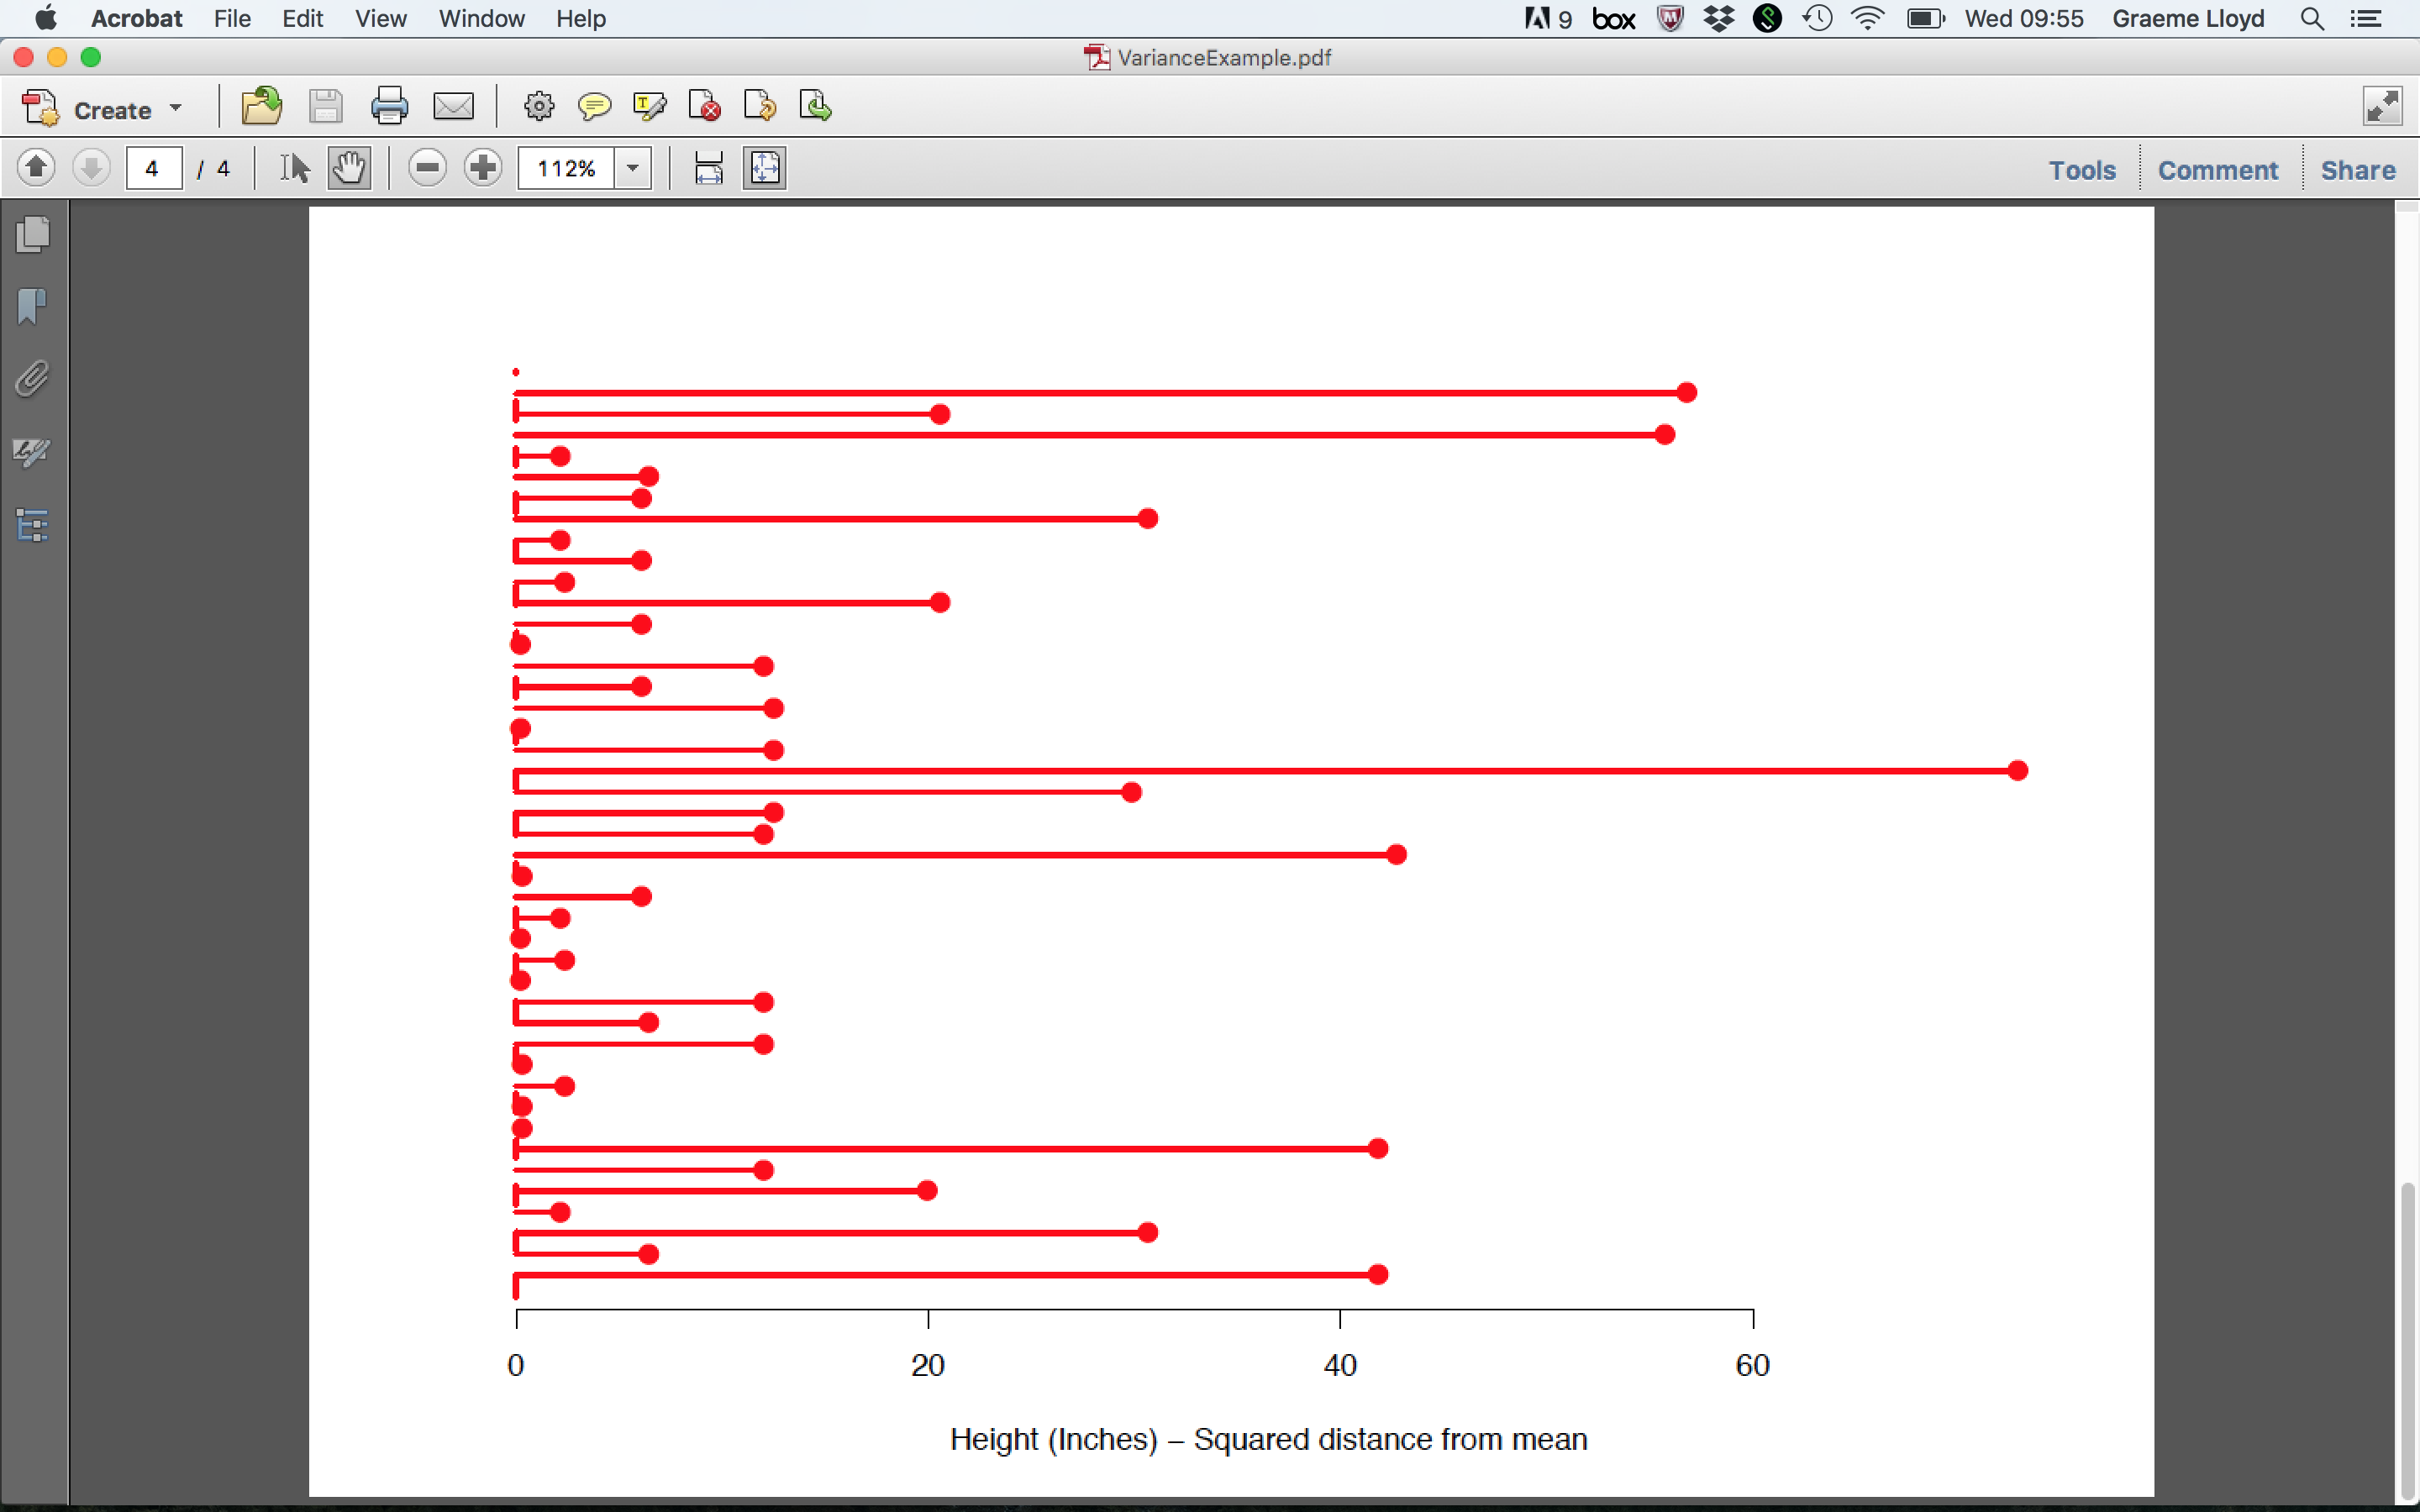 Acrobat File Edit View Window Help 9 box Wed 09:55 Graeme Lloyd
VarianceExample.pdf
Create
4 / 4 112% Tools Comment Share
0 20 40 60
Height (Inches) – Squared distance from mean